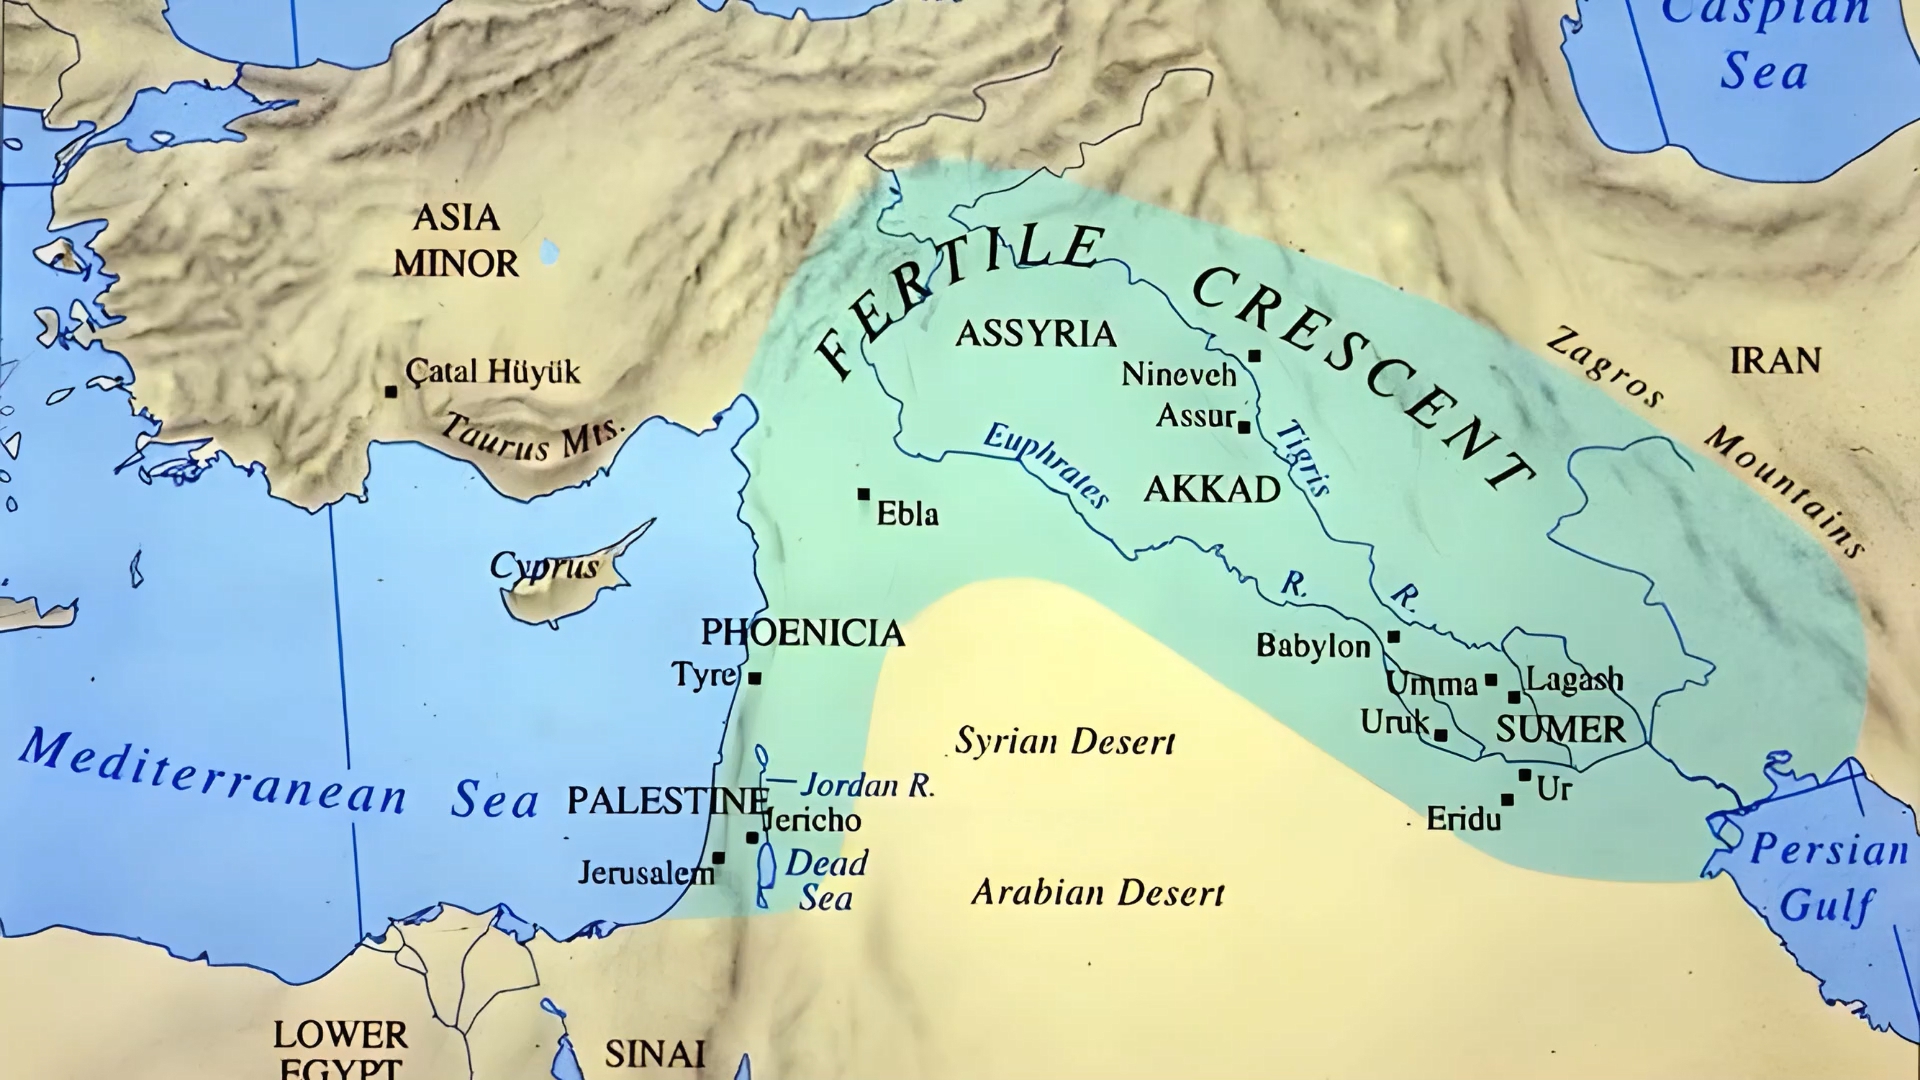 Caspian
Sea
ASIA
MINOR
FERTILE CRESCENT
ASSYRIA
Zagros Mountains
IRAN
Çatal Hüyük
Nineveh
Taurus Mts.
Assur
Tigris R.
Euphrates R.
AKKAD
Ebla
Cyprus
PHOENICIA
Babylon
Tyre
Umma
Lagash
Uruk
SUMER
Syrian Desert
Mediterranean Sea
Jordan R.
PALESTINE
Ur
Jericho
Eridu
Persian
Gulf
Jerusalem
Dead
Sea
Arabian Desert
LOWER
EGYPT
SINAI